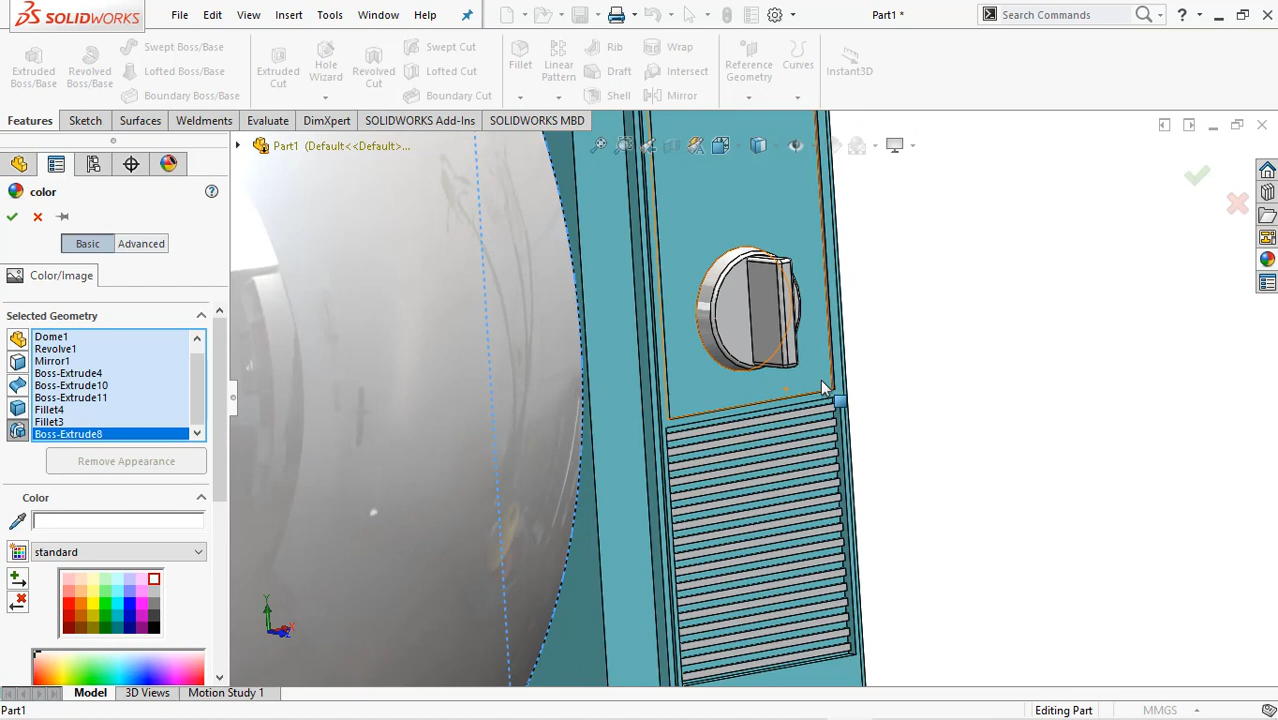 SOLIDWORKS File Edit View Insert Tools Window Help Part1 * Search Commands ?
Extruded Boss/Base Revolved Boss/Base Swept Boss/Base Lofted Boss/Base Boundary Boss/Base Extruded Cut Hole Wizard Revolved Cut Swept Cut Lofted Cut Boundary Cut Fillet Linear Pattern Rib Draft Shell Wrap Intersect Mirror Reference Geometry Curves Instant3D
Features Sketch Surfaces Weldments Evaluate DimXpert SOLIDWORKS Add-Ins SOLIDWORKS MBD
Part1 (Default<<Default>...
color
Basic Advanced
Color/Image
Selected Geometry
Dome1
Revolve1
Mirror1
Boss-Extrude4
Boss-Extrude10
Boss-Extrude11
Fillet4
Fillet3
Boss-Extrude8
Remove Appearance
Color
standard
Y
X
Z
Model 3D Views Motion Study 1
Part1 Editing Part MMGS